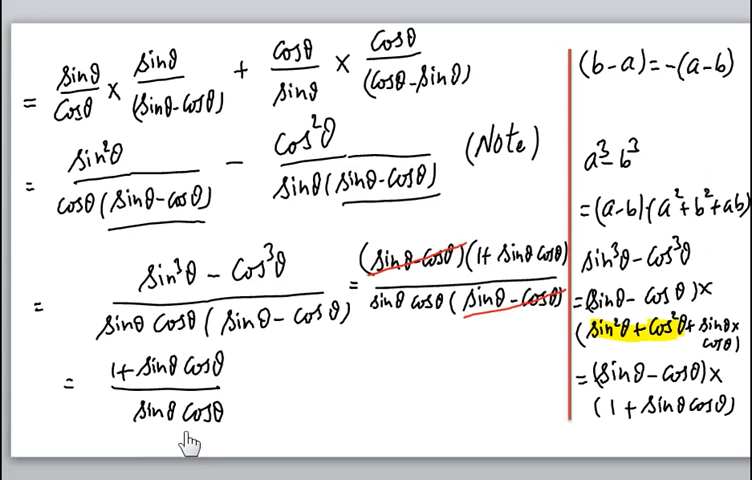 = sinθ/cosθ × sinθ/(sinθ-cosθ) + cosθ/sinθ × cosθ/(cosθ-sinθ)
= sin²θ/cosθ(sinθ-cosθ) - cos²θ/sinθ(sinθ-cosθ) (Note)
= sin³θ - cos³θ/sinθ cosθ(sinθ-cosθ) = (sinθ-cosθ)(1+ sinθ cosθ)/sinθ cosθ(sinθ-cosθ)
= 1+ sinθ cosθ/sinθ cosθ
(b-a) = -(a-b)
a³-b³
=(a-b)(a²+b²+ab)
sin³θ-cos³θ
=(sinθ-cosθ)×
(sin²θ+cos²θ+sinθ×
cosθ)
=(sinθ-cosθ)×
(1+sinθcosθ)